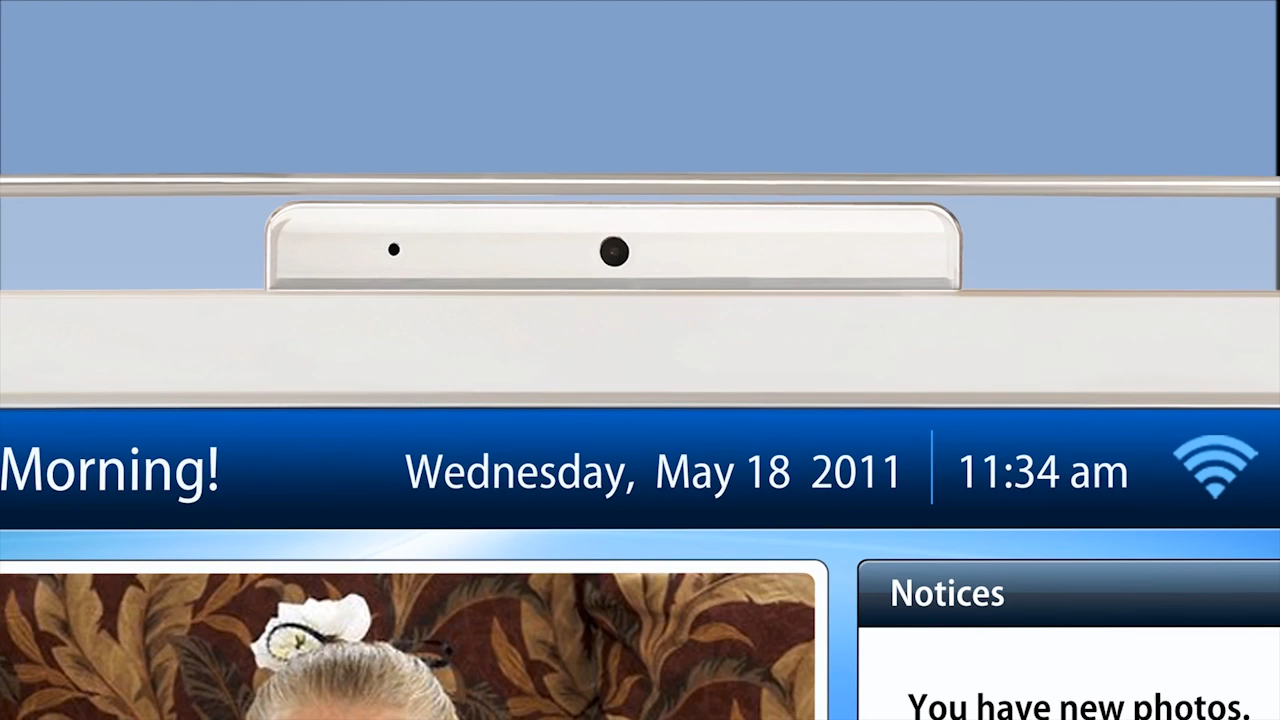 Morning!
Wednesday, May 18 2011
11:34 am
Notices
You have new photos.